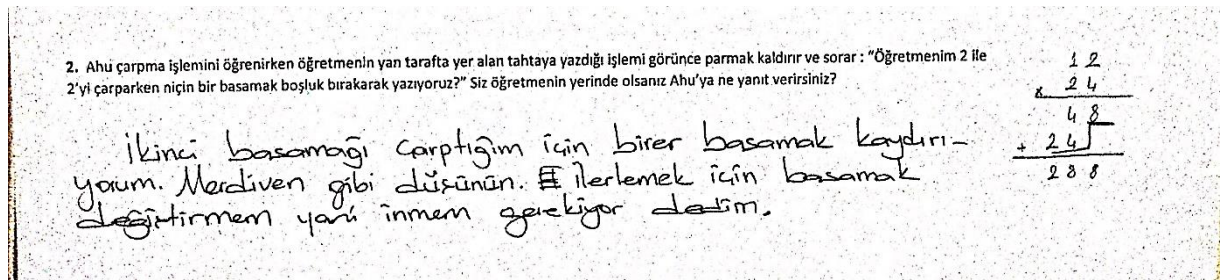 2. Ahu çarpma işlemini öğrenirken öğretmenin yan tarafta yer alan tahtaya yazdığı işlemi görünce parmak kaldırır ve sorar : "Öğretmenim 2 ile
2'yi çarparken niçin bir basamak boşluk bırakarak yazıyoruz?" Siz öğretmenin yerinde olsanız Ahu'ya ne yanıt verirsiniz?
12
x 24
48
+ 24
288
İkinci basamağı çarptığım için birer basamak kaydırı-
yorum. Merdiven gibi düşünün. ilerlemek için basamak
değiştirmem yani inmem gerekiyor dedim.